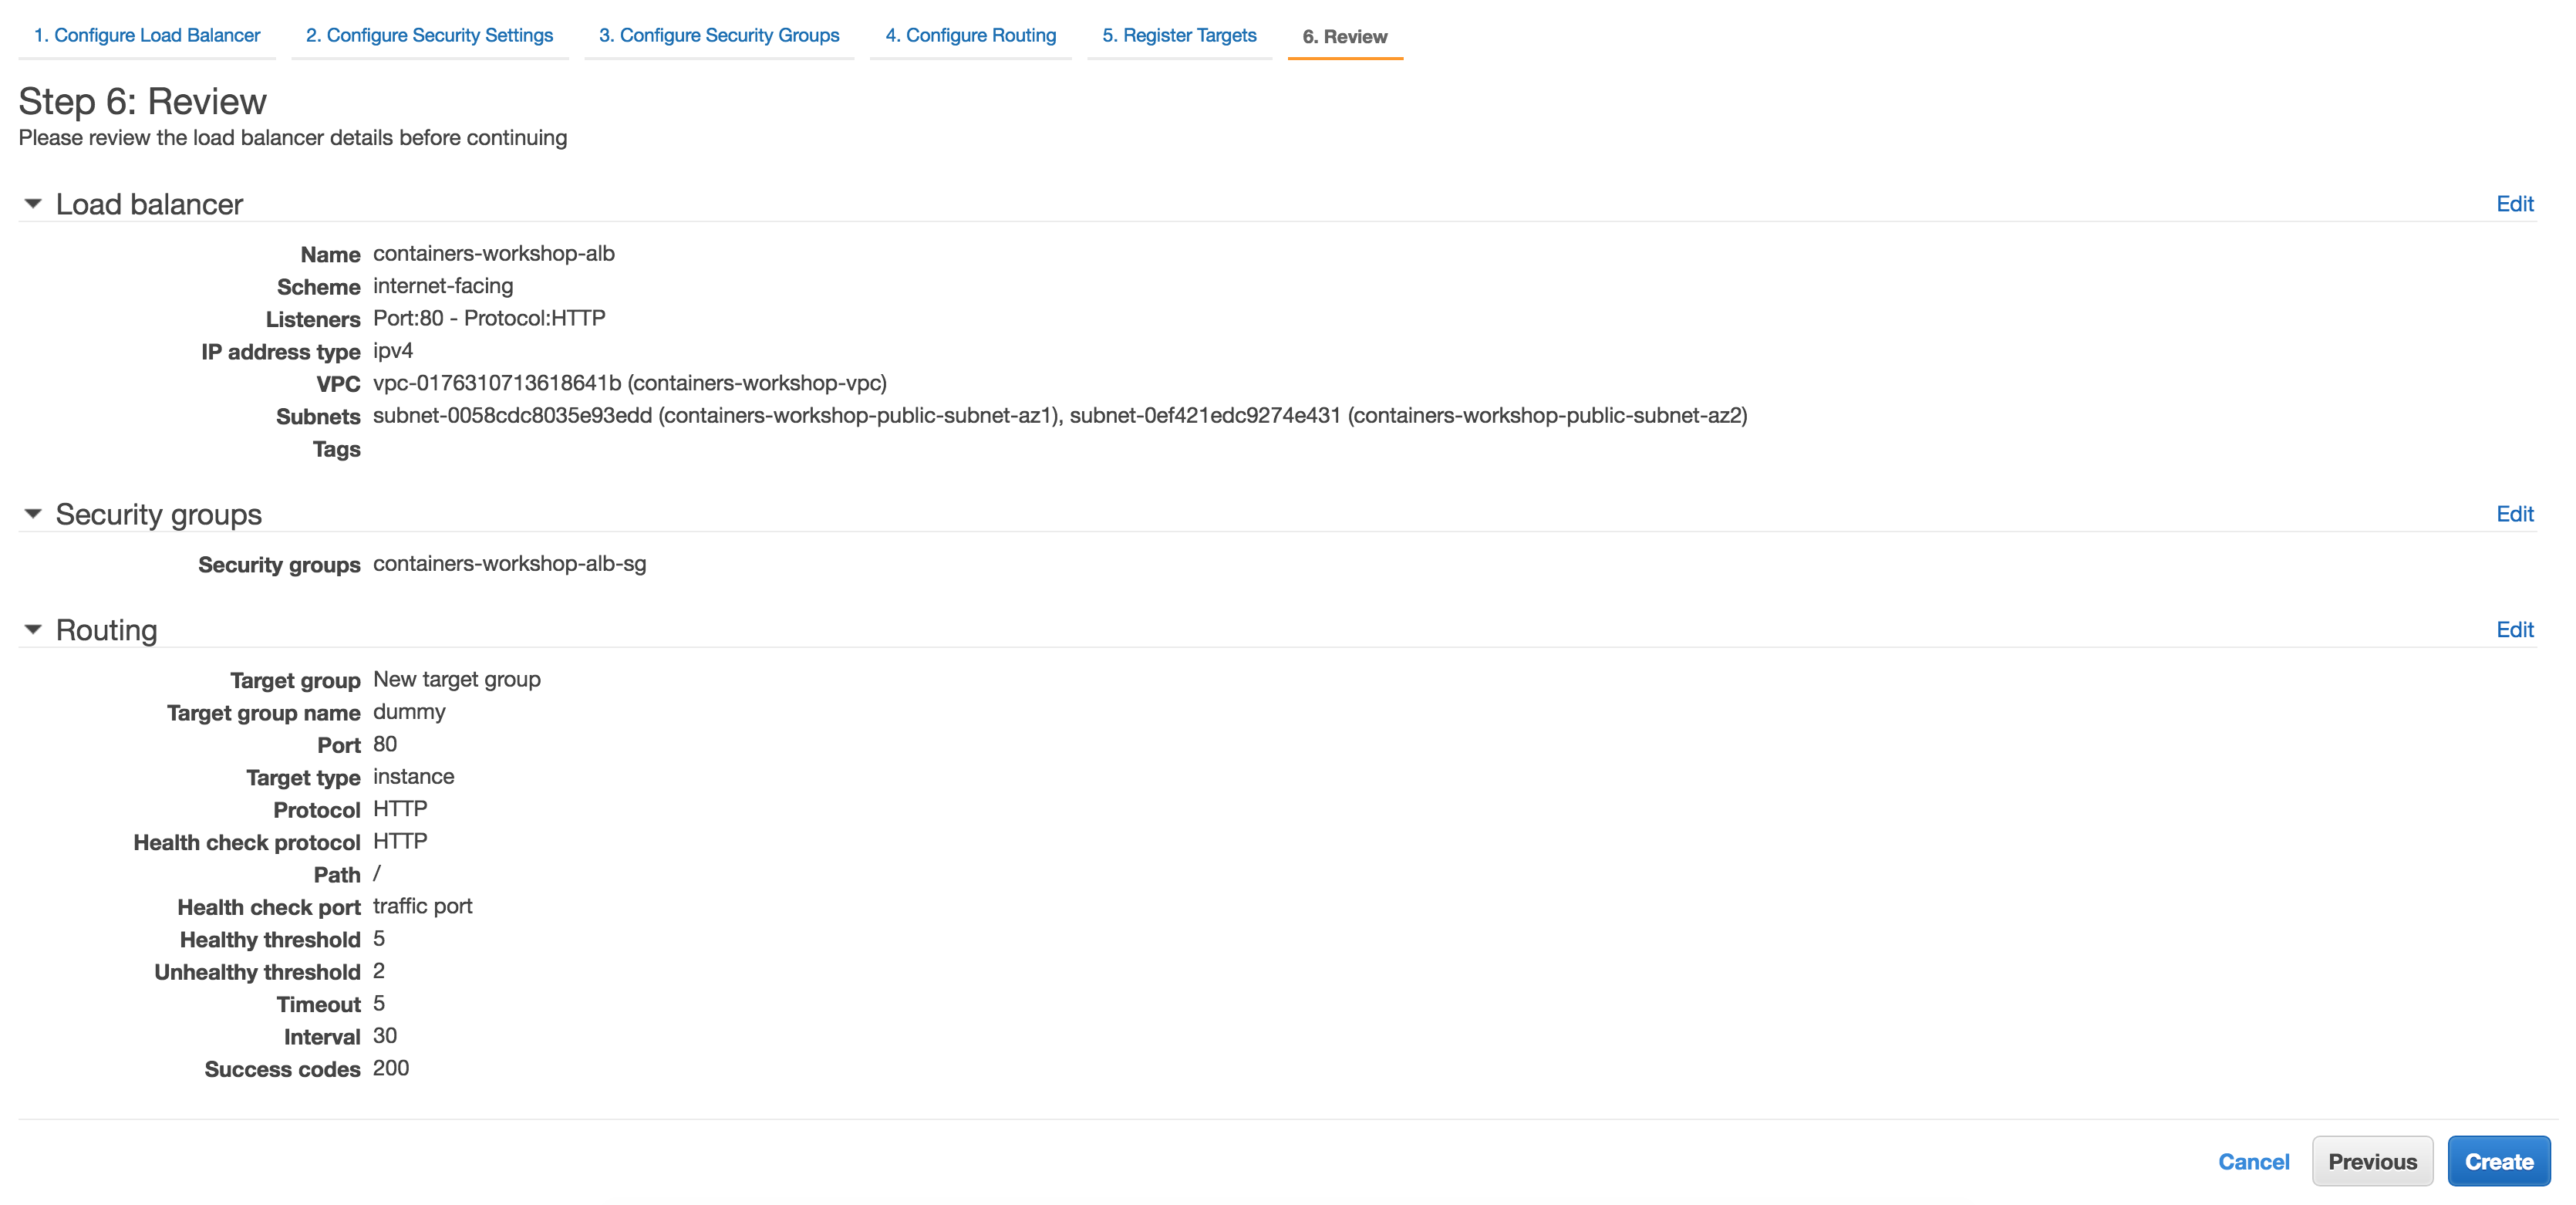 1. Configure Load Balancer 2. Configure Security Settings 3. Configure Security Groups 4. Configure Routing 5. Register Targets 6. Review
Step 6: Review
Please review the load balancer details before continuing
Load balancer Edit
Name containers-workshop-alb
Scheme internet-facing
Listeners Port:80 - Protocol:HTTP
IP address type ipv4
VPC vpc-0176310713618641b (containers-workshop-vpc)
Subnets subnet-0058cdc8035e93edd (containers-workshop-public-subnet-az1), subnet-0ef421edc9274e431 (containers-workshop-public-subnet-az2)
Tags
Security groups Edit
Security groups containers-workshop-alb-sg
Routing Edit
Target group New target group
Target group name dummy
Port 80
Target type instance
Protocol HTTP
Health check protocol HTTP
Path /
Health check port traffic port
Healthy threshold 5
Unhealthy threshold 2
Timeout 5
Interval 30
Success codes 200
Cancel Previous Create